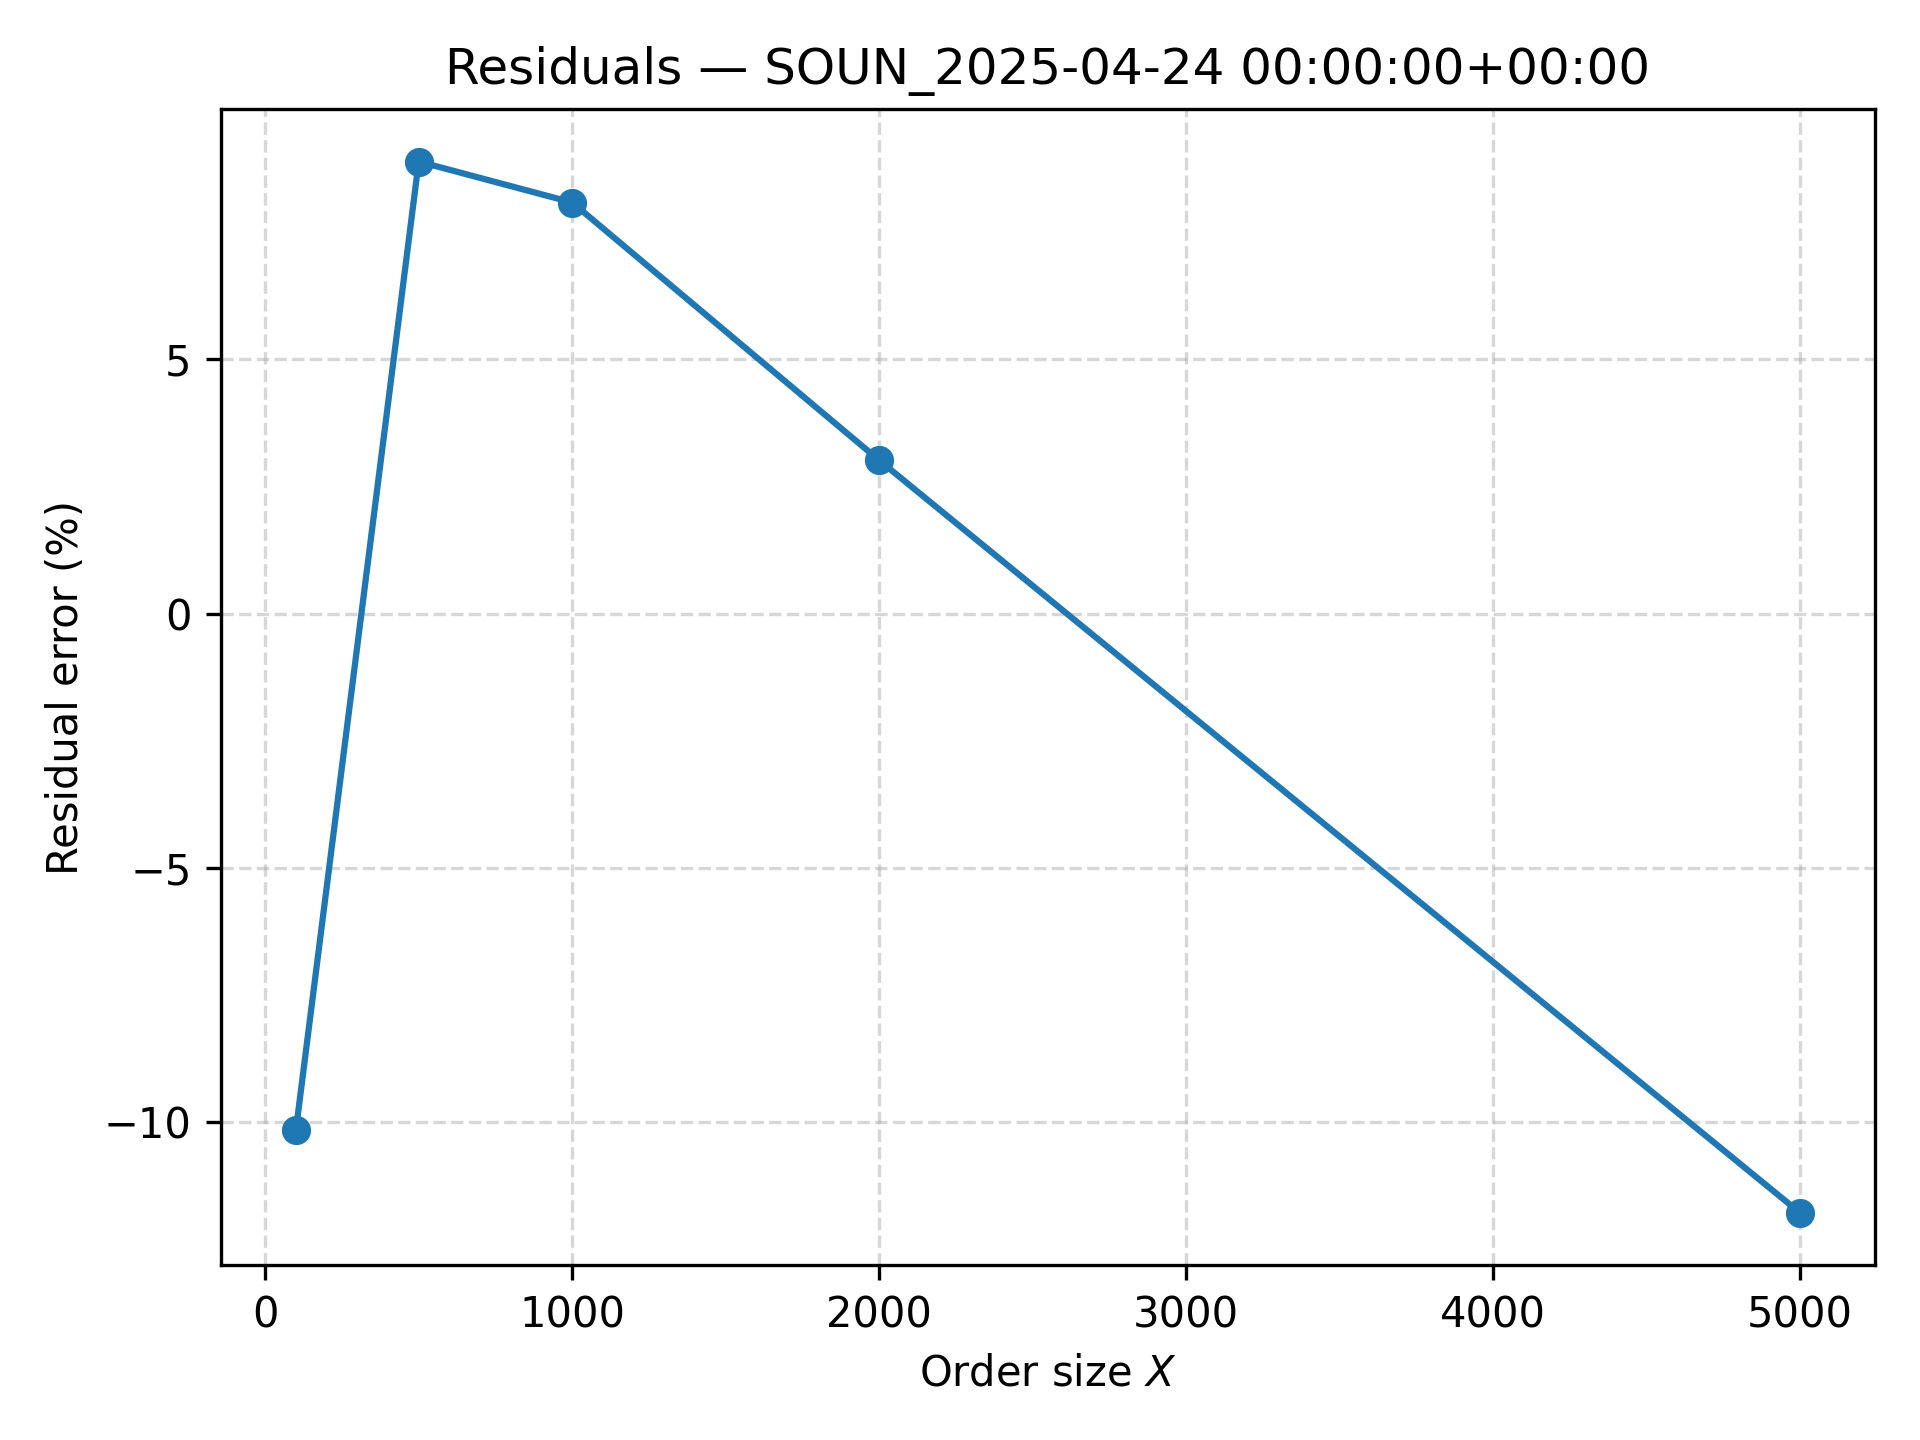 Residuals — SOUN_2025-04-24 00:00:00+00:00
Residual error (%)
5
0
−5
−10
0 1000 2000 3000 4000 5000
Order size X